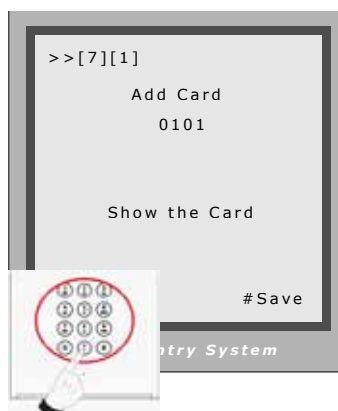 >>[7][1]
Add Card
0101
Show the Card
#Save
ntry System